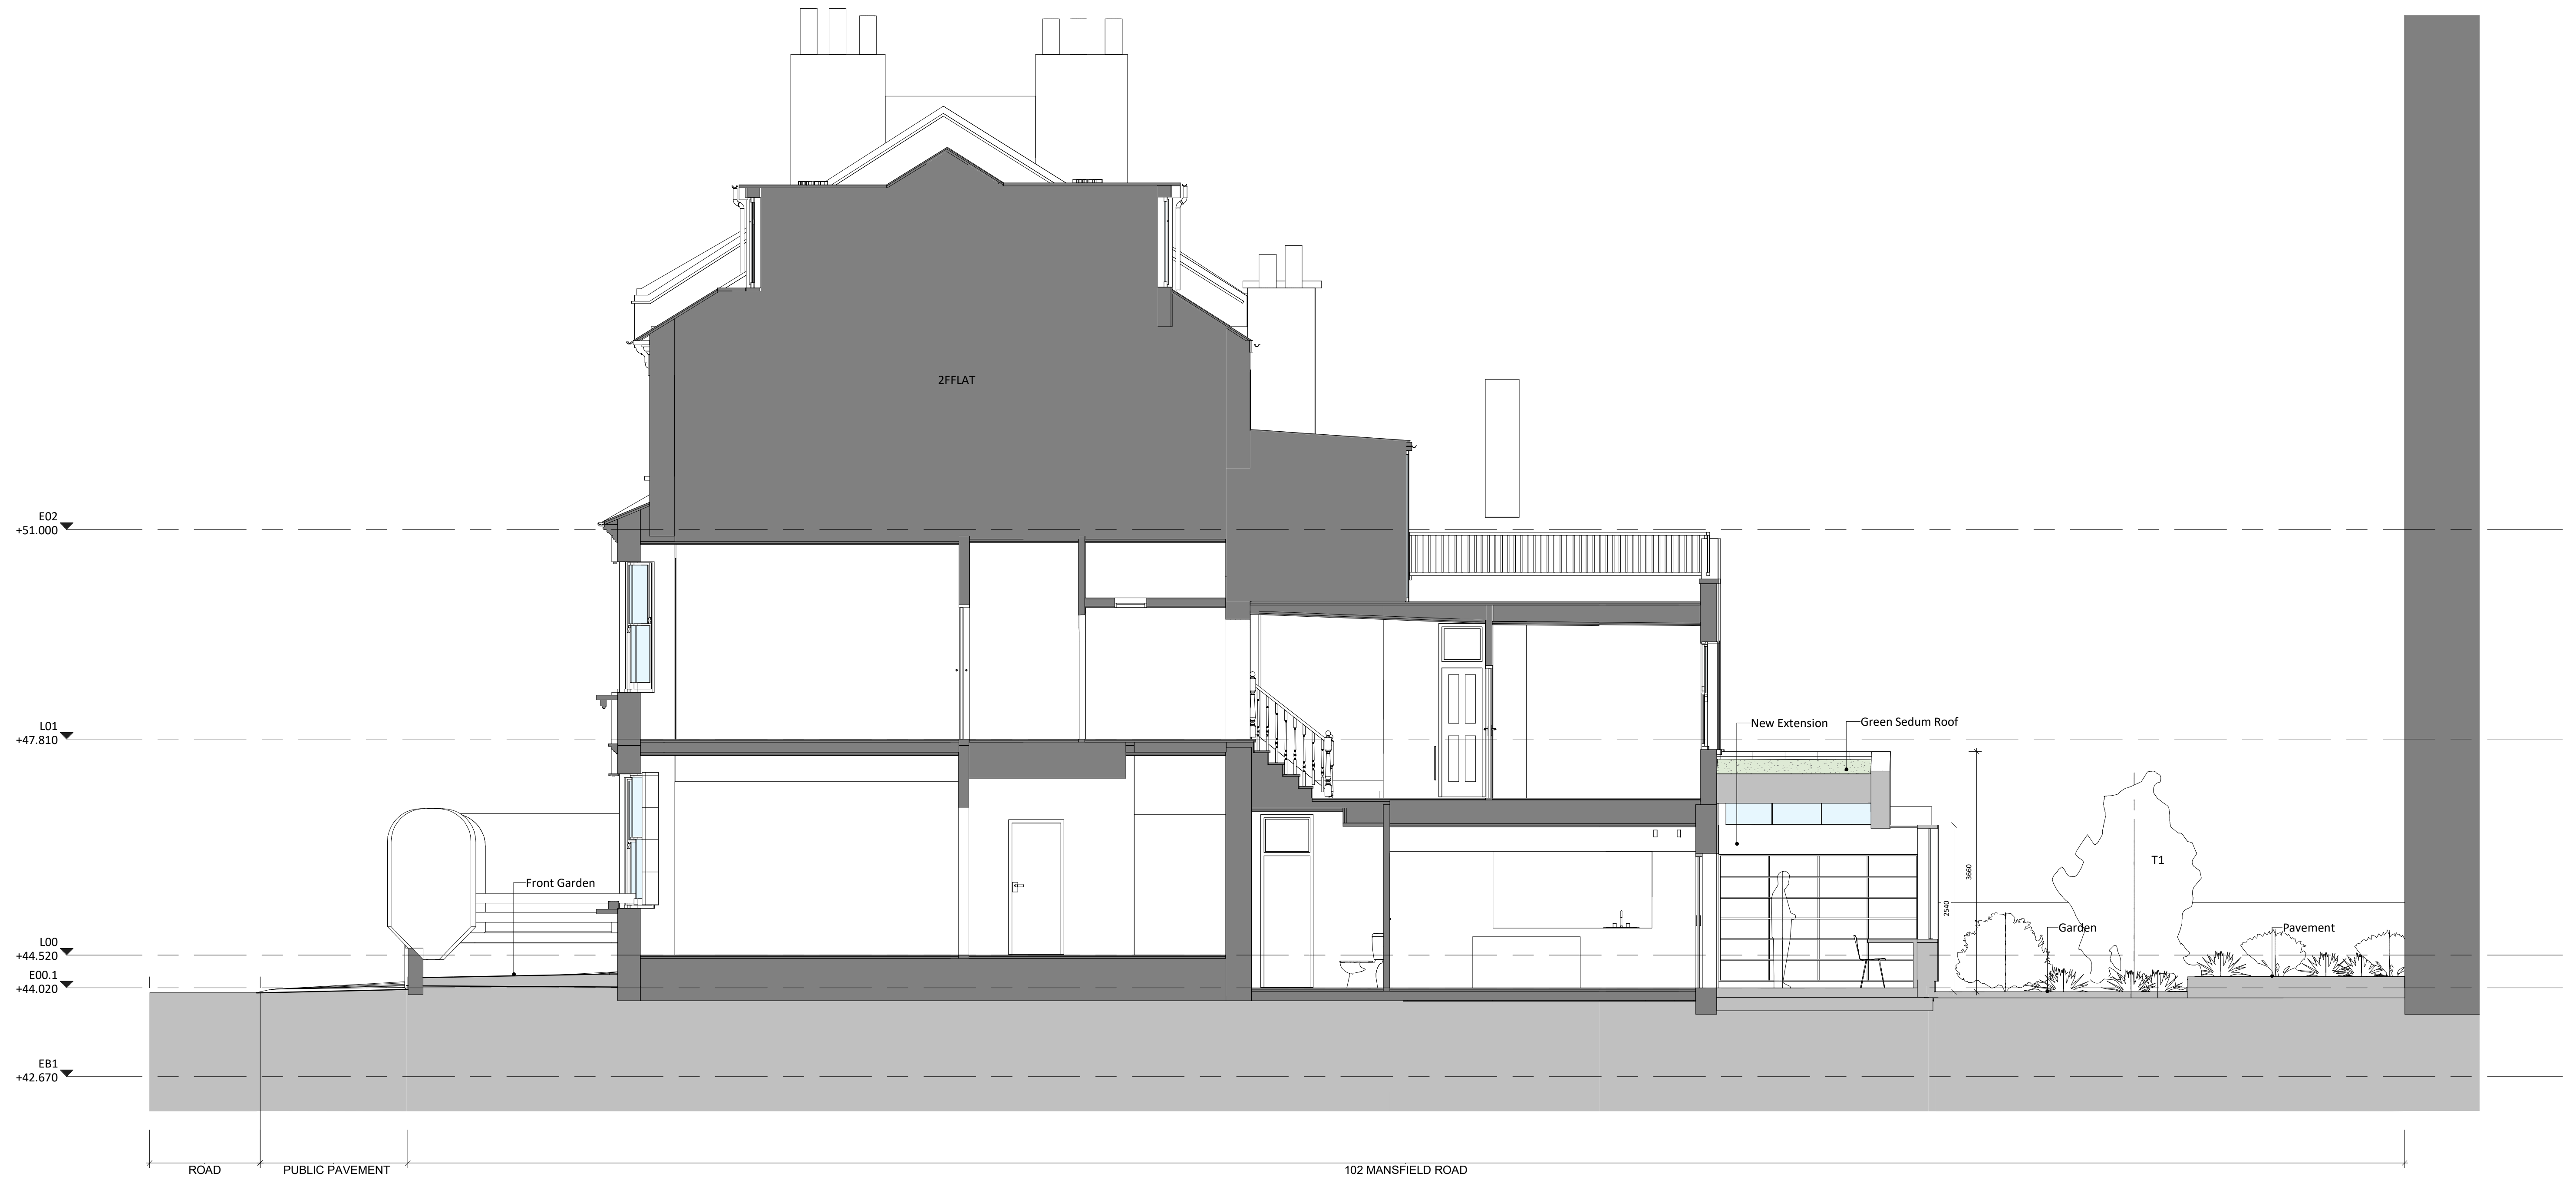 2FFLAT
E02
+51.000
L01
+47.810
New Extension
Green Sedum Roof
3660
T1
Front Garden
2540
Garden
Pavement
L00
+44.520
E00.1
+44.020
EB1
+42.670
ROAD
PUBLIC PAVEMENT
102 MANSFIELD ROAD